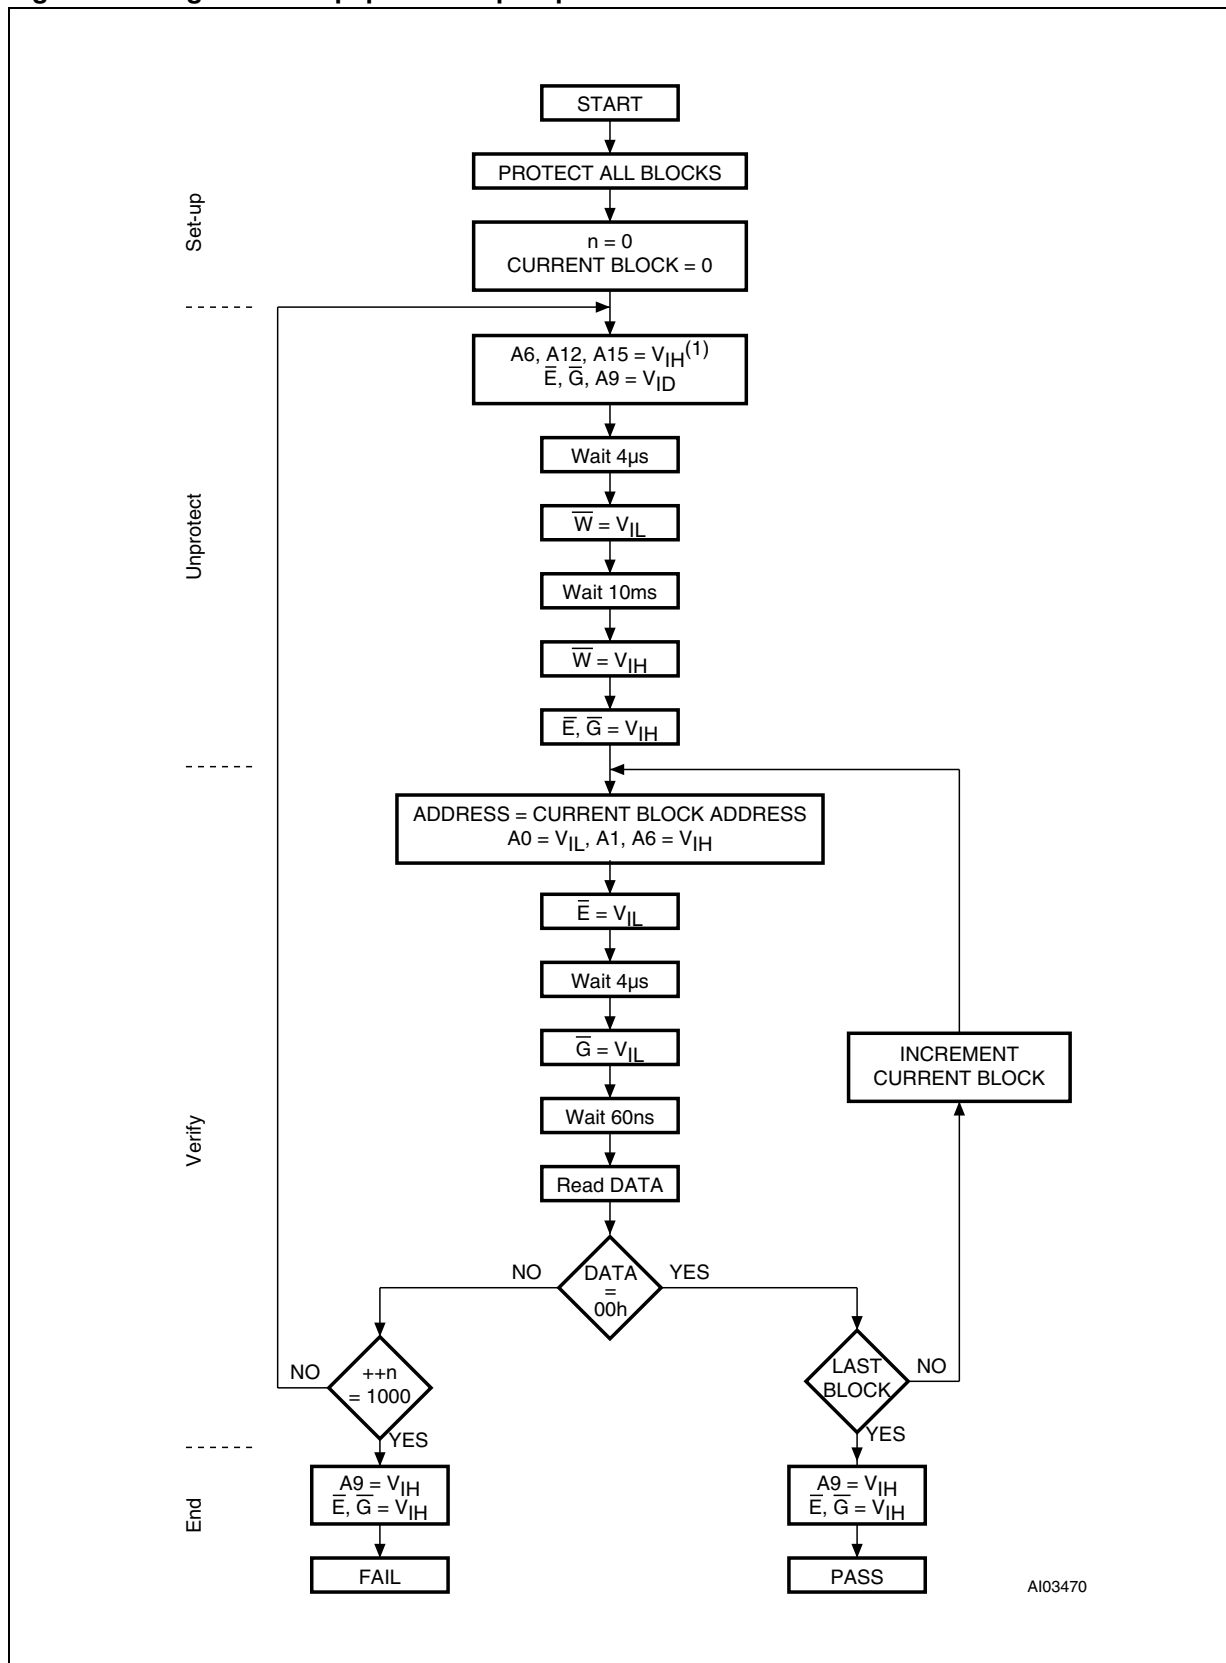 START
PROTECT ALL BLOCKS
Set-up
n = 0
CURRENT BLOCK = 0
A6, A12, A15 = VIH(1)
E̅, G̅, A9 = VID
Wait 4µs
W̅ = VIL
Unprotect
Wait 10ms
W̅ = VIH
E̅, G̅ = VIH
ADDRESS = CURRENT BLOCK ADDRESS
A0 = VIL, A1, A6 = VIH
E̅ = VIL
Wait 4µs
G̅ = VIL
INCREMENT
CURRENT BLOCK
Wait 60ns
Verify
Read DATA
NO
DATA
=
00h
YES
NO
++n
= 1000
YES
LAST
BLOCK
NO
YES
End
A9 = VIH
E̅, G̅ = VIH
A9 = VIH
E̅, G̅ = VIH
FAIL
PASS
AI03470